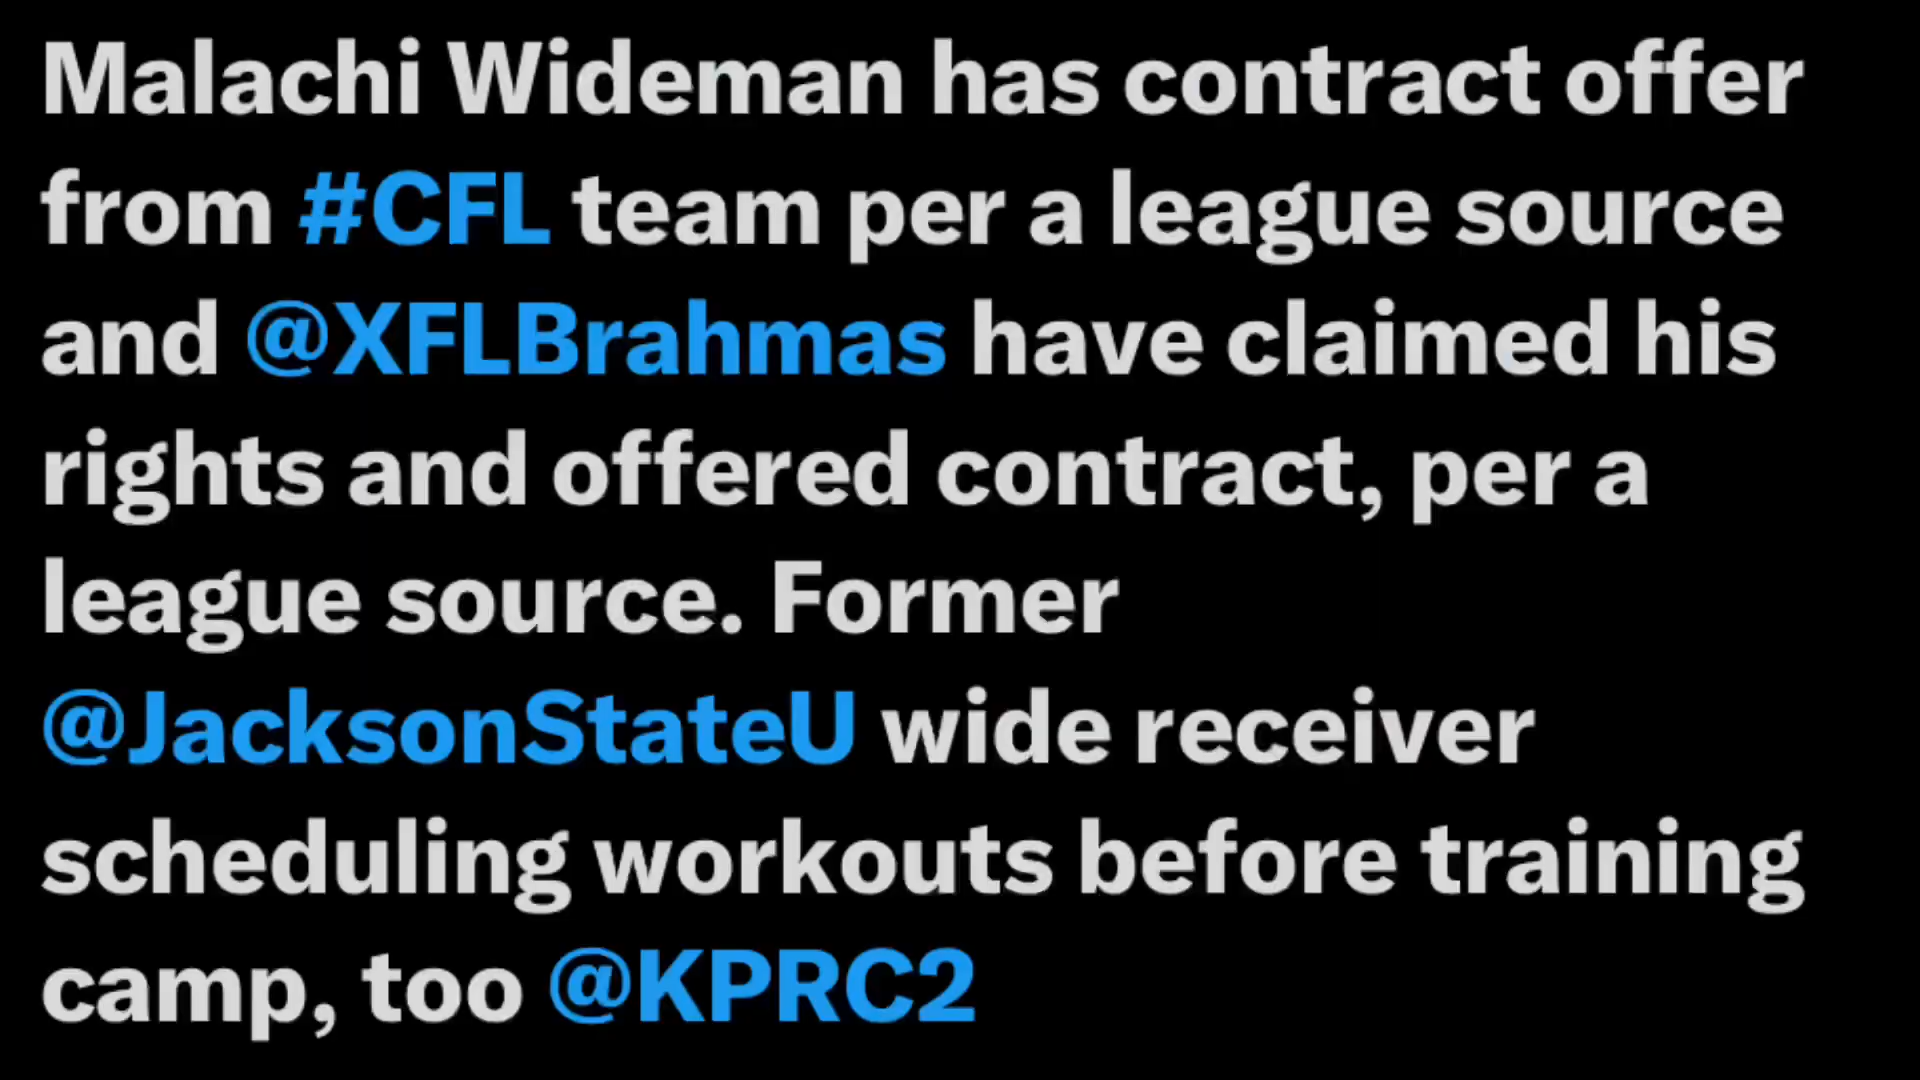 Malachi Wideman has contract offer
from #CFL team per a league source
and @XFLBrahmas have claimed his
rights and offered contract, per a
league source. Former
@JacksonStateU wide receiver
scheduling workouts before training
camp, too @KPRC2